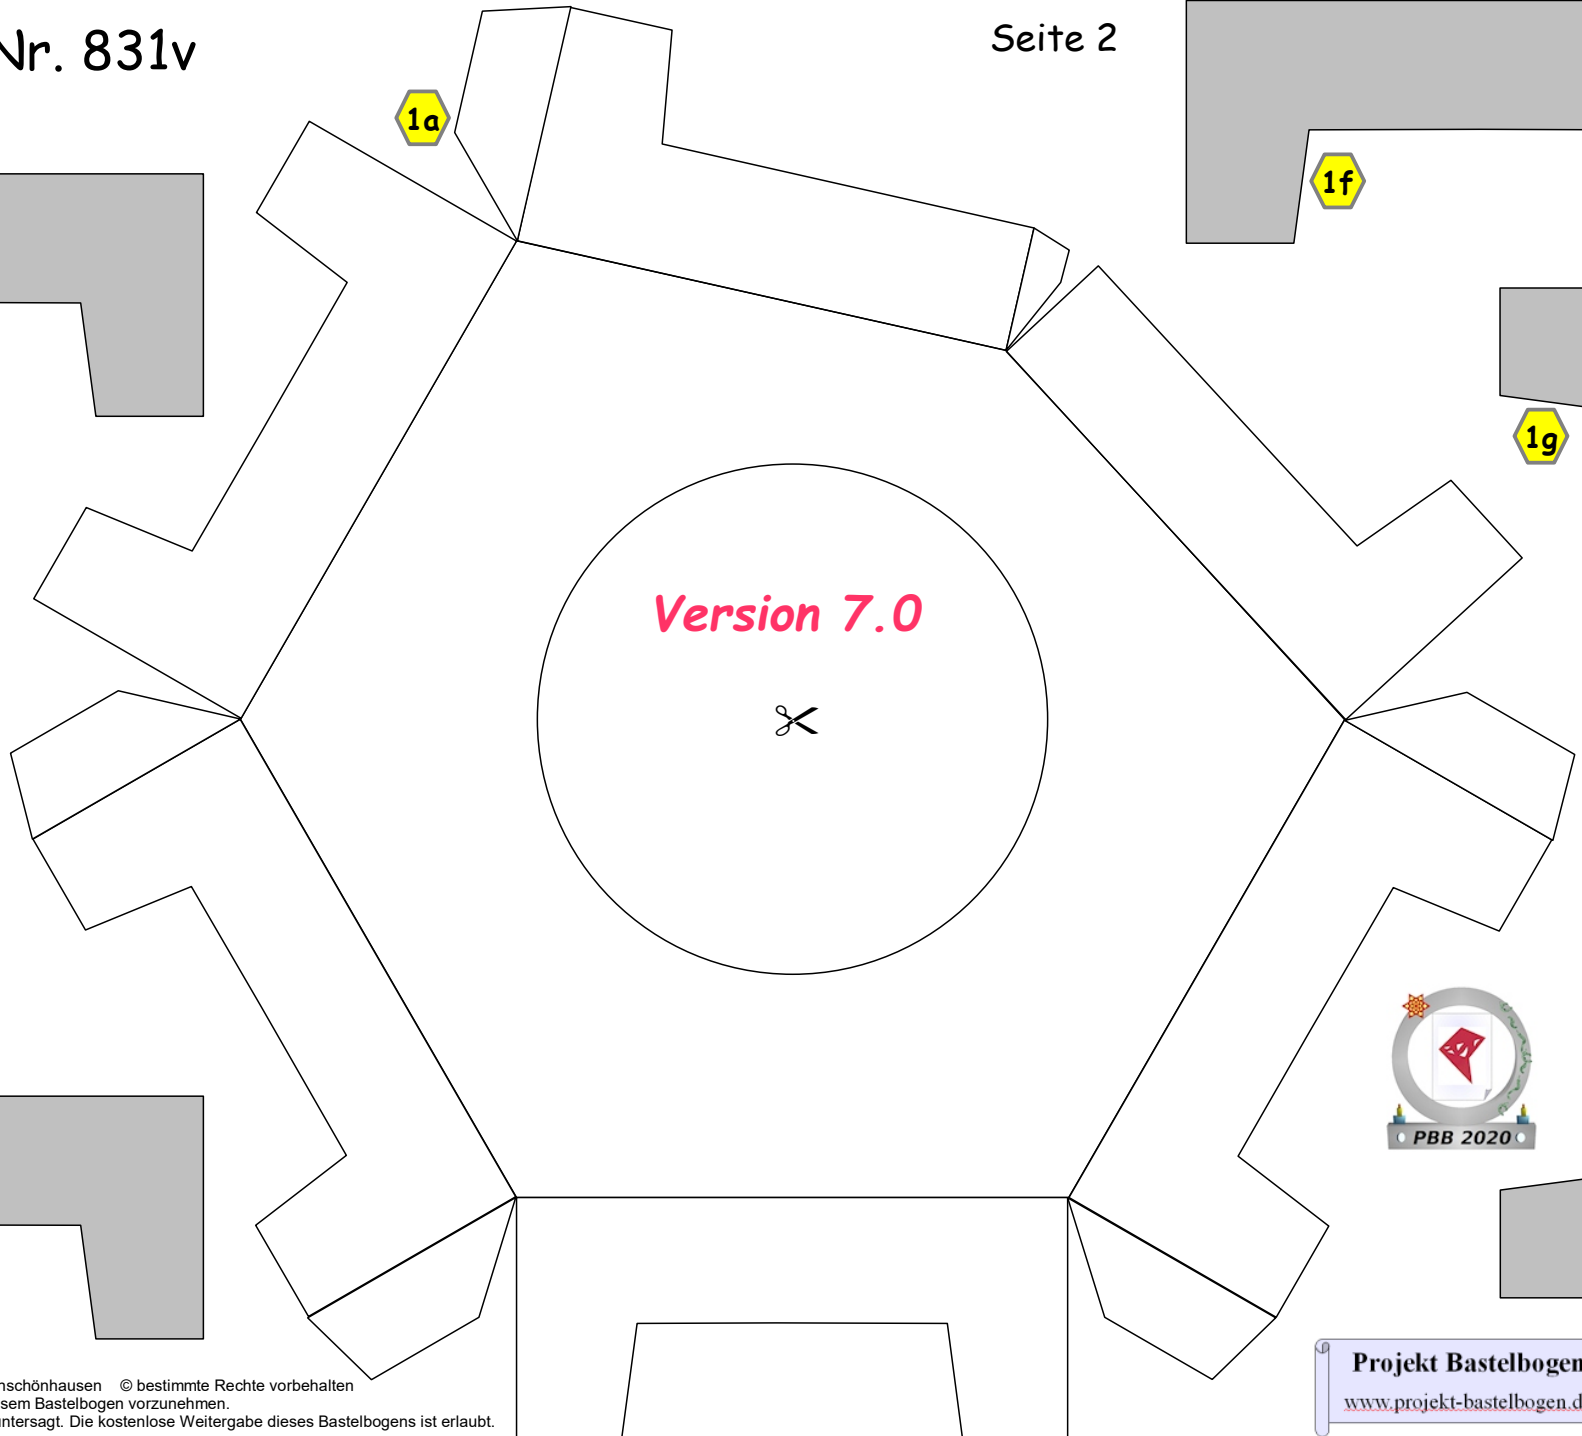 Nr. 831v
Seite 2
1a
1f
1g
Version 7.0
PBB 2020
Projekt Bastelbogen
www.projekt-bastelbogen.d
nschönhausen © bestimmte Rechte vorbehalten
sem Bastelbogen vorzunehmen.
untersagt. Die kostenlose Weitergabe dieses Bastelbogens ist erlaubt.